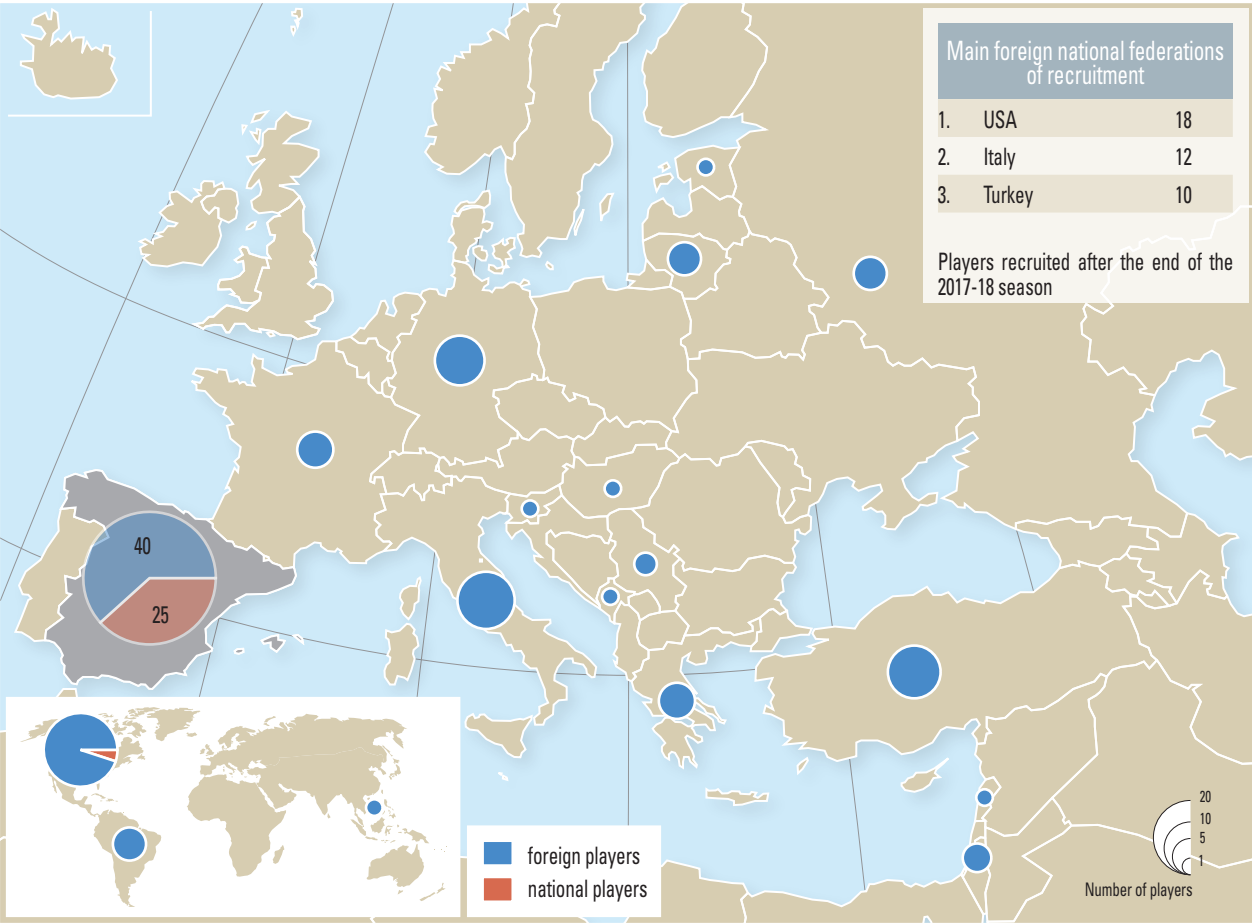 Main foreign national federations
of recruitment
1. USA 18
2. Italy 12
3. Turkey 10
Players recruited after the end of the
2017-18 season
40
25
foreign players
national players
20
10
5
1
Number of players